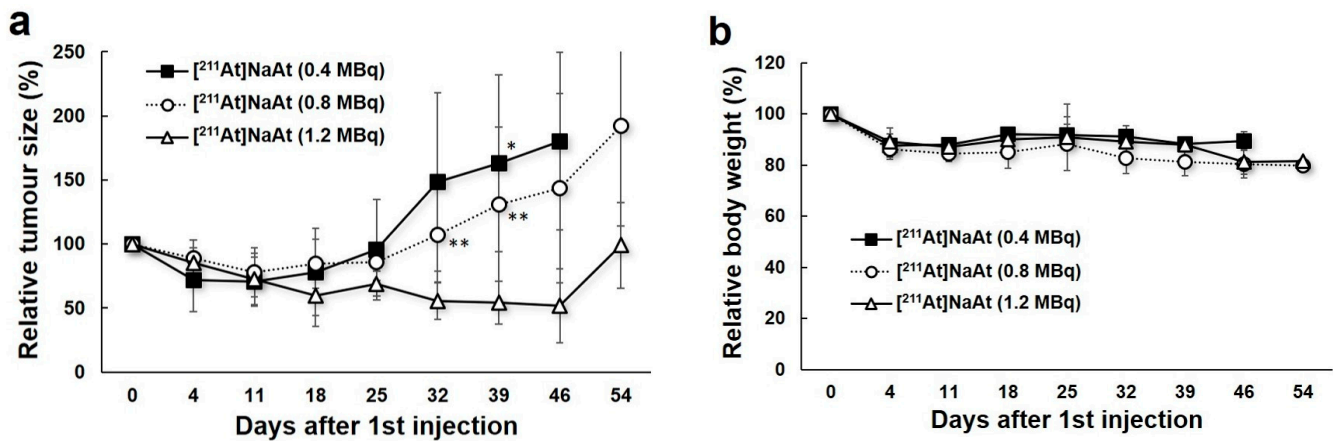 a
250
200
150
100
50
0
Relative tumour size (%)
[²¹¹At]NaAt (0.4 MBq)
[²¹¹At]NaAt (0.8 MBq)
[²¹¹At]NaAt (1.2 MBq)
*
**
**
0 4 11 18 25 32 39 46 54
Days after 1st injection
b
120
100
80
60
40
20
0
Relative body weight (%)
[²¹¹At]NaAt (0.4 MBq)
[²¹¹At]NaAt (0.8 MBq)
[²¹¹At]NaAt (1.2 MBq)
0 4 11 18 25 32 39 46 54
Days after 1st injection